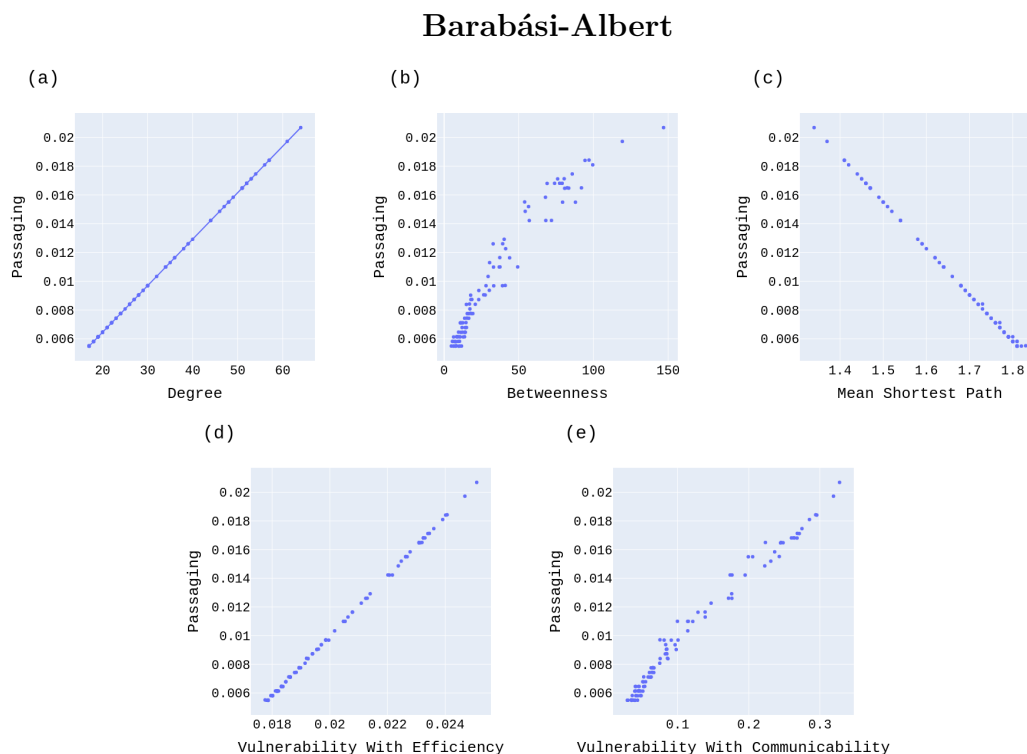 Barabási-Albert
(a)
(b)
(c)
0.02
0.018
0.016
0.014
0.012
0.01
0.008
0.006
Passaging
20 30 40 50 60
Degree
0.02
0.018
0.016
0.014
0.012
0.01
0.008
0.006
Passaging
0 50 100 150
Betweenness
0.02
0.018
0.016
0.014
0.012
0.01
0.008
0.006
Passaging
1.4 1.5 1.6 1.7 1.8
Mean Shortest Path
(d)
(e)
0.02
0.018
0.016
0.014
0.012
0.01
0.008
0.006
Passaging
0.018 0.02 0.022 0.024
Vulnerability With Efficiency
0.02
0.018
0.016
0.014
0.012
0.01
0.008
0.006
Passaging
0.1 0.2 0.3
Vulnerability With Communicability